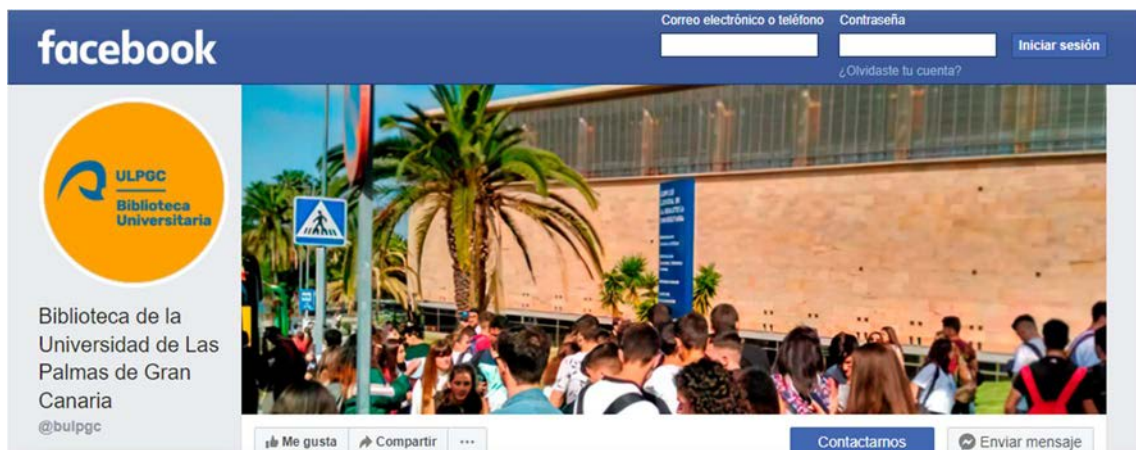 Correo electrónico o teléfono Contraseña
facebook
Iniciar sesión
¿Olvidaste tu cuenta?
ULPGC
Biblioteca
Universitaria
Biblioteca de la
Universidad de Las
Palmas de Gran
Canaria
@bulpgc
Me gusta Compartir ...
Contactarnos Enviar mensaje